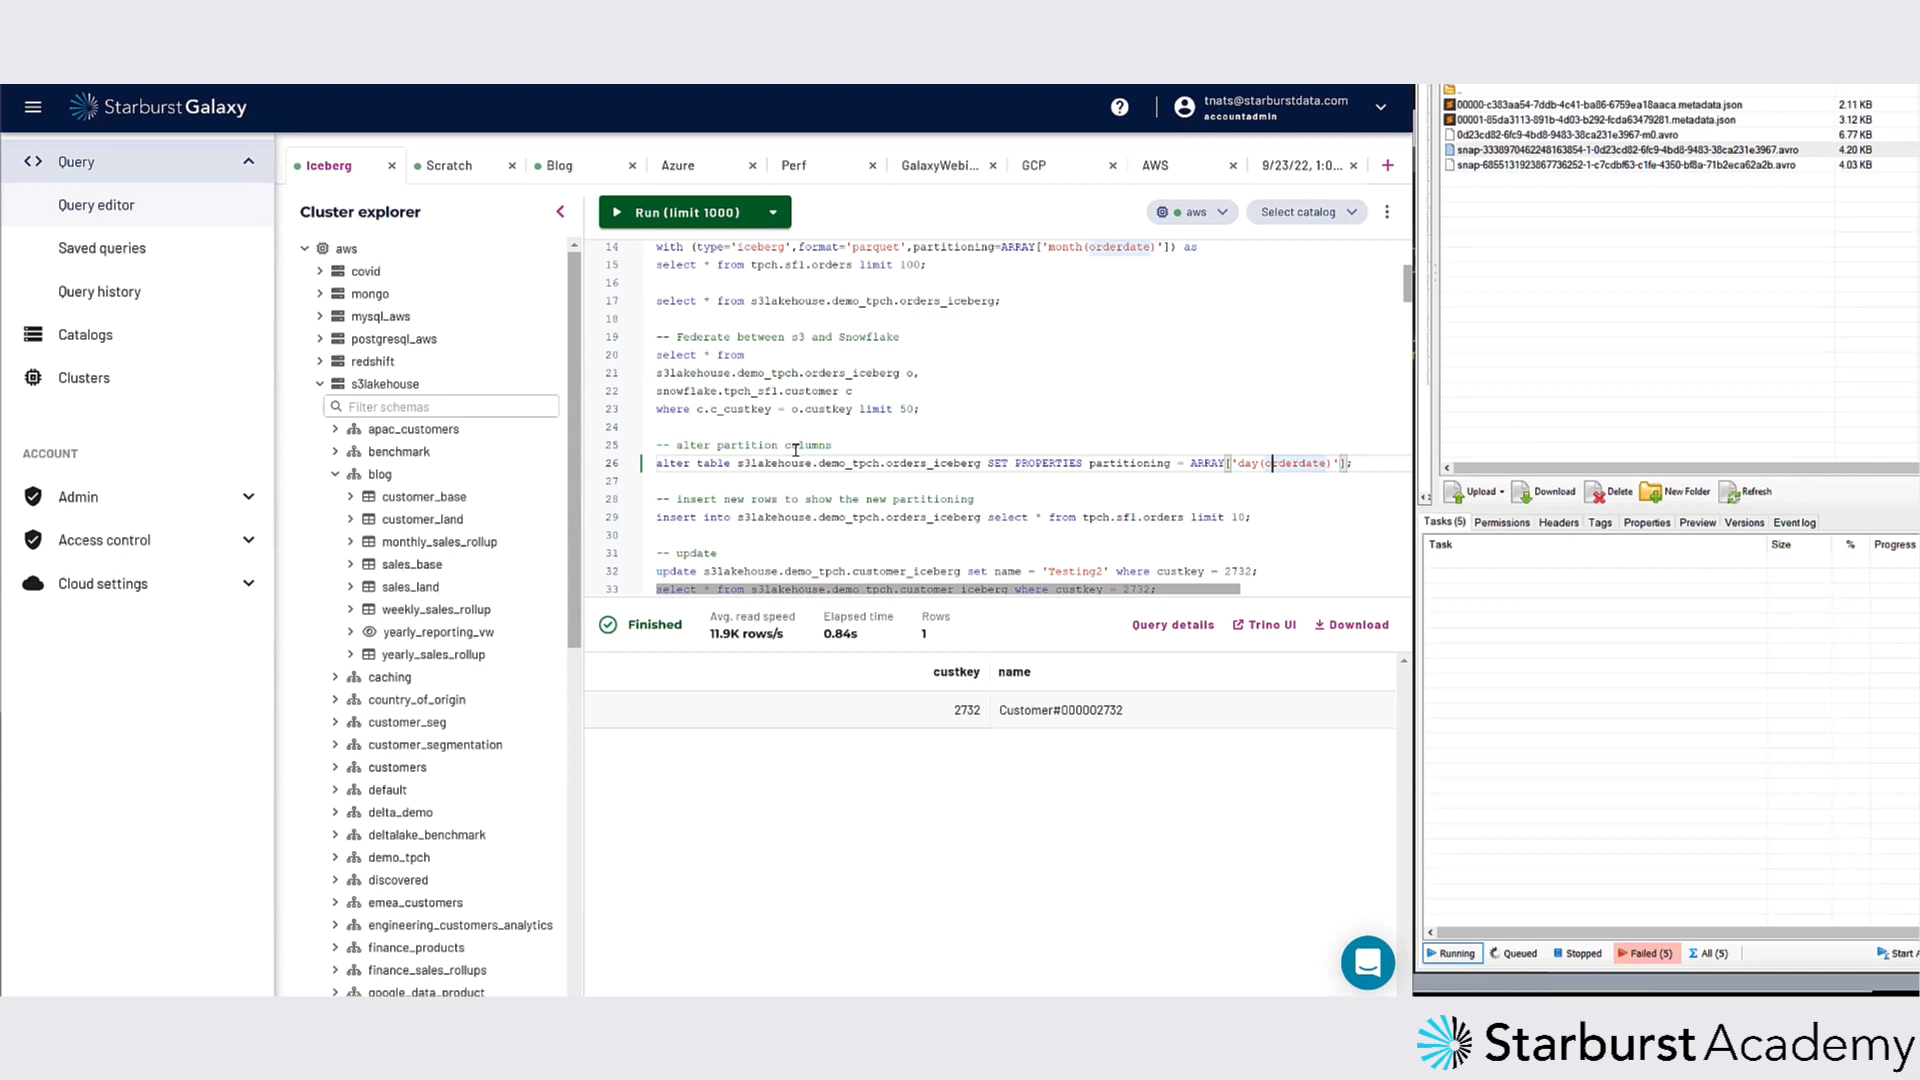 Starburst Galaxy
tnats@starburstdata.com
accountadmin
Query
Query editor
Saved queries
Query history
Catalogs
Clusters
ACCOUNT
Admin
Access control
Cloud settings
Iceberg
Scratch
Blog
Azure
Perf
GalaxyWebi...
GCP
AWS
9/23/22, 1:0...
Cluster explorer
aws
covid
mongo
mysql_aws
postgresql_aws
redshift
s3lakehouse
Filter schemas
apac_customers
benchmark
blog
customer_base
customer_land
monthly_sales_rollup
sales_base
sales_land
weekly_sales_rollup
yearly_reporting_vw
yearly_sales_rollup
caching
country_of_origin
customer_seg
customer_segmentation
customers
default
delta_demo
deltalake_benchmark
demo_tpch
discovered
emea_customers
engineering_customers_analytics
finance_products
finance_sales_rollups
google_data_product
Run (limit 1000)
aws
Select catalog
14 with (type='iceberg',format='parquet',partitioning=ARRAY['month(orderdate)']) as
15 select * from tpch.sf1.orders limit 100;
16
17 select * from s3lakehouse.demo_tpch.orders_iceberg;
18
19 -- Federate between s3 and Snowflake
20 select * from
21 s3lakehouse.demo_tpch.orders_iceberg o,
22 snowflake.tpch_sf1.customer c
23 where c.c_custkey = o.custkey limit 50;
24
25 -- alter partition columns
26 alter table s3lakehouse.demo_tpch.orders_iceberg SET PROPERTIES partitioning = ARRAY['day(orderdate)'];
27
28 -- insert new rows to show the new partitioning
29 insert into s3lakehouse.demo_tpch.orders_iceberg select * from tpch.sf1.orders limit 10;
30
31 -- update
32 update s3lakehouse.demo_tpch.customer_iceberg set name = 'Testing2' where custkey = 2732;
33 select * from s3lakehouse.demo_tpch.customer_iceberg where custkey = 2732;
Finished
Avg. read speed
11.9K rows/s
Elapsed time
0.84s
Rows
1
Query details
Trino UI
Download
custkey name
2732 Customer#000002732
..
00000-c383aa54-7ddb-4c41-ba86-6759ea18aaca.metadata.json 2.11 KB
00001-85da3113-891b-4d03-b292-fcda63479281.metadata.json 3.12 KB
0d23cd82-6fc9-4bd8-9483-38ca231e3967-m0.avro 6.77 KB
snap-3338970462248163854-1-0d23cd82-6fc9-4bd8-9483-38ca231e3967.avro 4.20 KB
snap-6855131923867736252-1-c7cdbf63-c1fe-4350-bf8a-71b2eca62a2b.avro 4.03 KB
Upload
Download
Delete
New Folder
Refresh
Tasks (5)
Permissions
Headers
Tags
Properties
Preview
Versions
Event log
Task Size % Progress
Running
Queued
Stopped
Failed (5)
All (5)
Start A
Starburst Academy